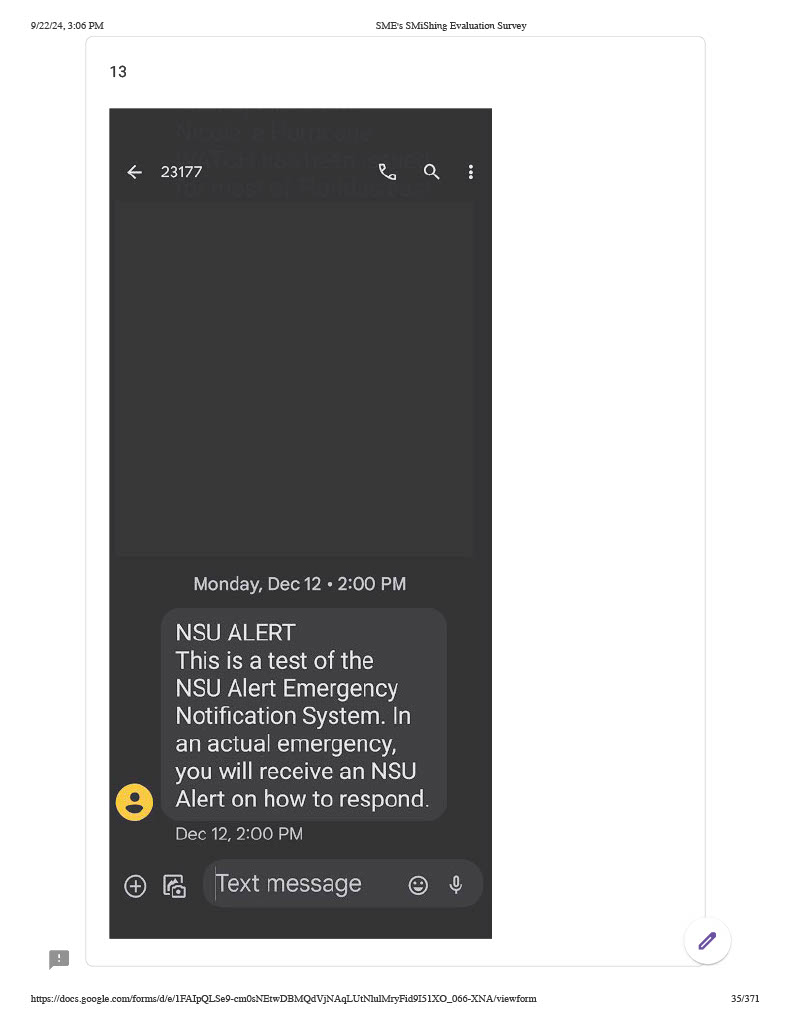 9/22/24, 3:06 PM SME's SMiShing Evaluation Survey
13
23177
Monday, Dec 12 • 2:00 PM
NSU ALERT
This is a test of the
NSU Alert Emergency
Notification System. In
an actual emergency,
you will receive an NSU
Alert on how to respond.
Dec 12, 2:00 PM
Text message
https://docs.google.com/forms/d/e/1FAIpQLSe9-cm0sNEtwDBMQdVjNAqLUtNlulMryFid9I51XO_066-XNA/viewform 35/371